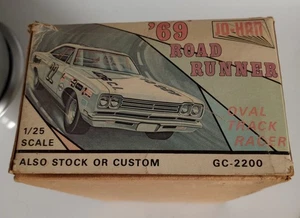 '69
JO-HAN
ROAD
RUNNER
OVAL
TRACK
RACER
1/25
SCALE
ALSO STOCK OR CUSTOM
GC-2200